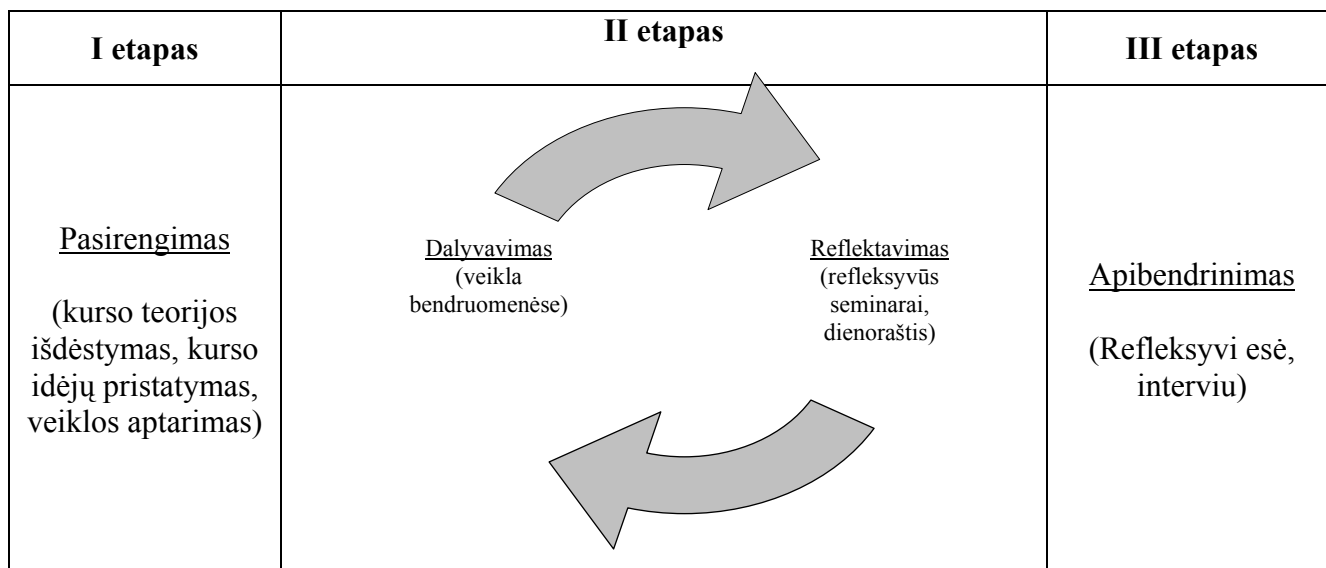 I etapas
II etapas
III etapas
Pasirengimas
(kurso teorijos
išdėstymas, kurso
idėjų pristatymas,
veiklos aptarimas)
Dalyvavimas
(veikla
bendruomenėse)
Reflektavimas
(refleksyvūs
seminarai,
dienoraštis)
Apibendrinimas
(Refleksyvi esė,
interviu)